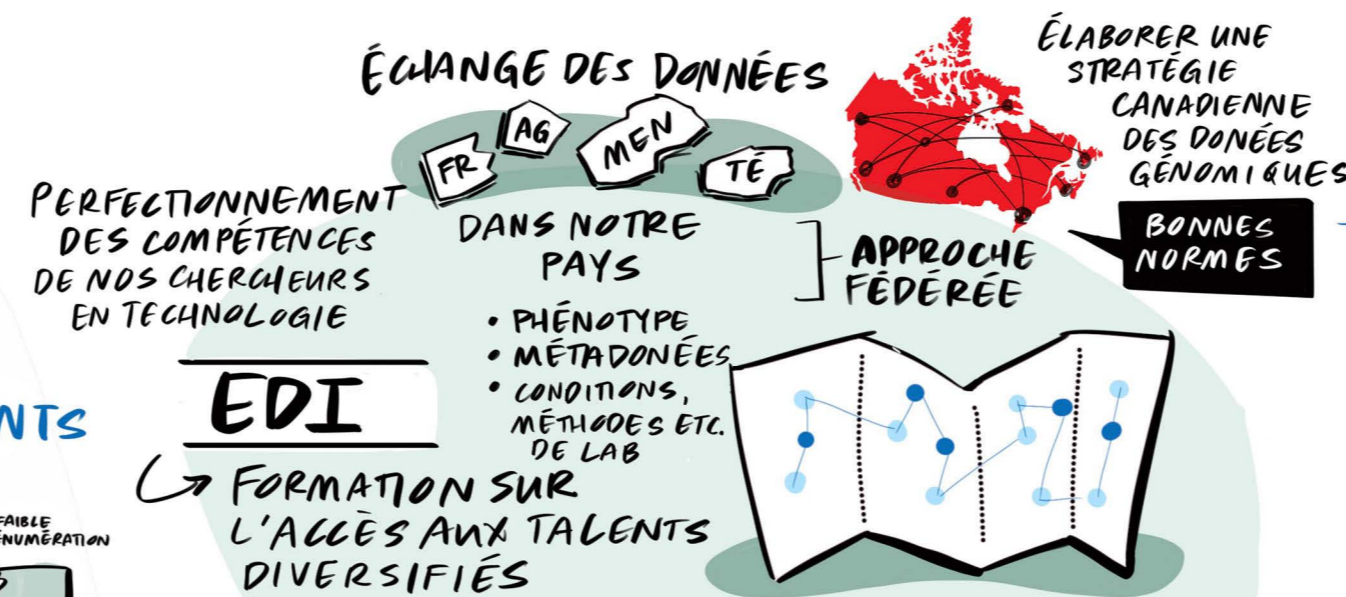 ÉCHANGE DES DONNÉES
FR AG MEN TÉ
DANS NOTRE
PAYS
• PHÉNOTYPE
• MÉTADONÉES
• CONDITIONS,
MÉTHODES ETC.
DE LAB
APPROCHE
FÉDÉRÉE
ÉLABORER UNE
STRATÉGIE
CANADIENNE
DES DONÉES
GÉNOMIQUES
BONNES
NORMES
PERFECTIONNEMENT
DES COMPÉTENCES
DE NOS CHERCHEURS
EN TECHNOLOGIE
EDI
FORMATION SUR
L'ACCÈS AUX TALENTS
DIVERSIFIÉS
NTS
FAIBLE
ÉNUMÉRATION